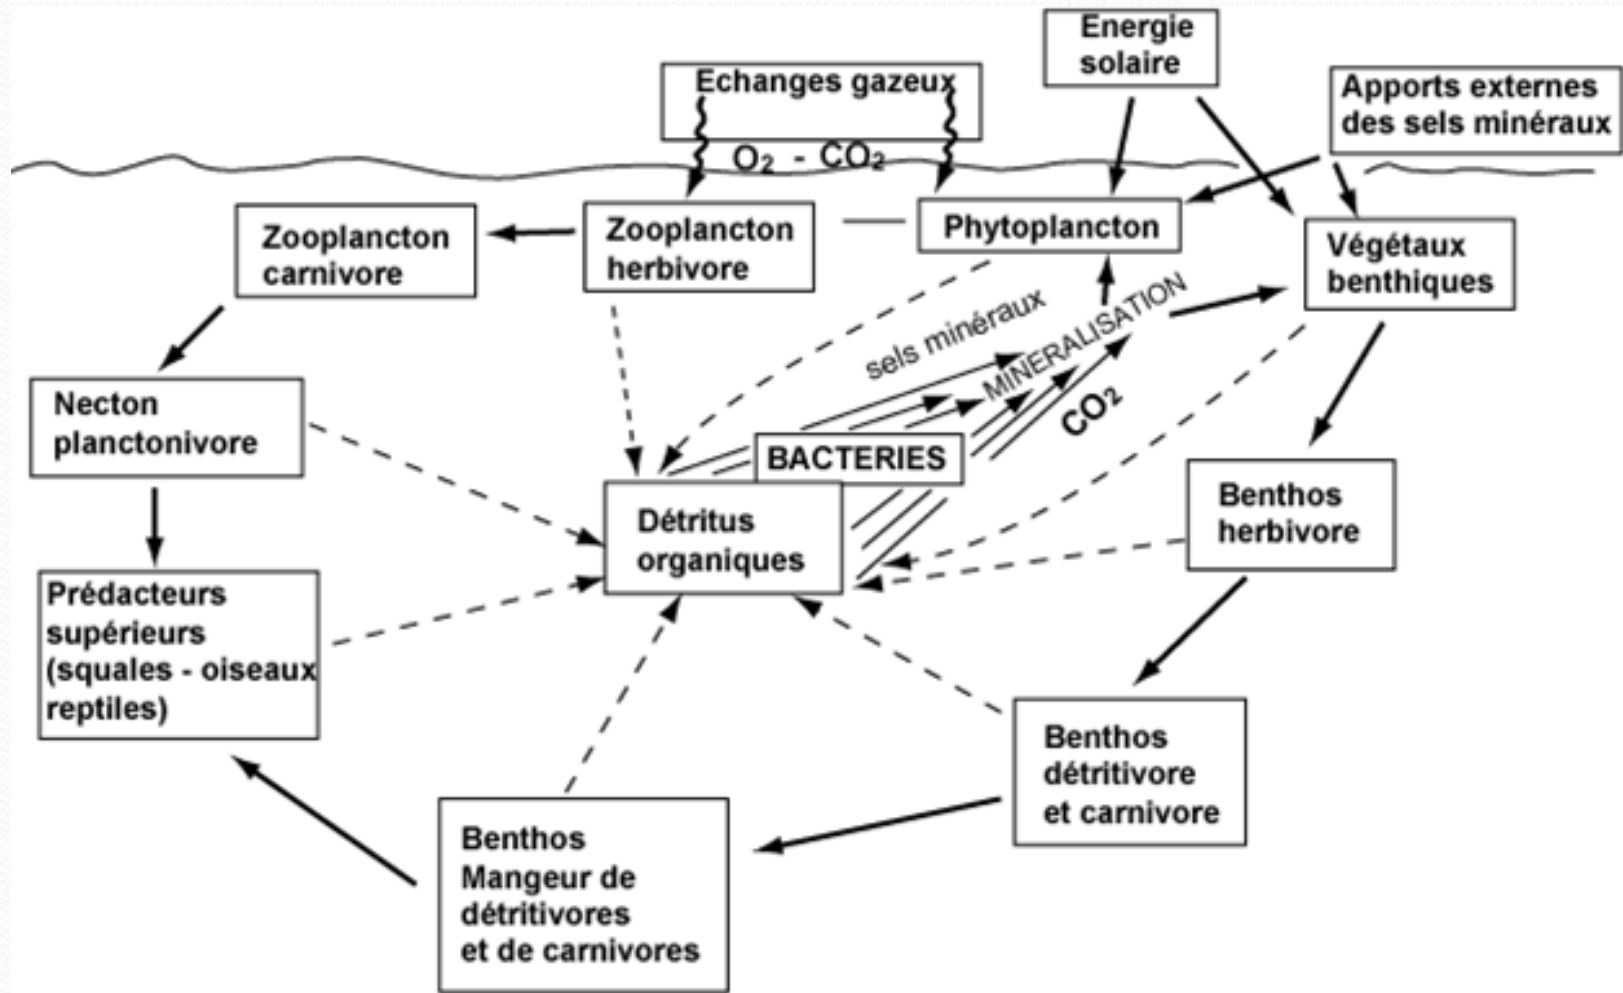 Energie
solaire
Echanges gazeux
Apports externes
des sels minéraux
O₂ - CO₂
Zooplancton
carnivore
Zooplancton
herbivore
Phytoplancton
Végétaux
benthiques
sels minéraux
MINERALISATION
CO₂
Necton
planctonivore
BACTERIES
Benthos
herbivore
Détritus
organiques
Prédacteurs
supérieurs
(squales - oiseaux
reptiles)
Benthos
détritivore
et carnivore
Benthos
Mangeur de
détritivores
et de carnivores